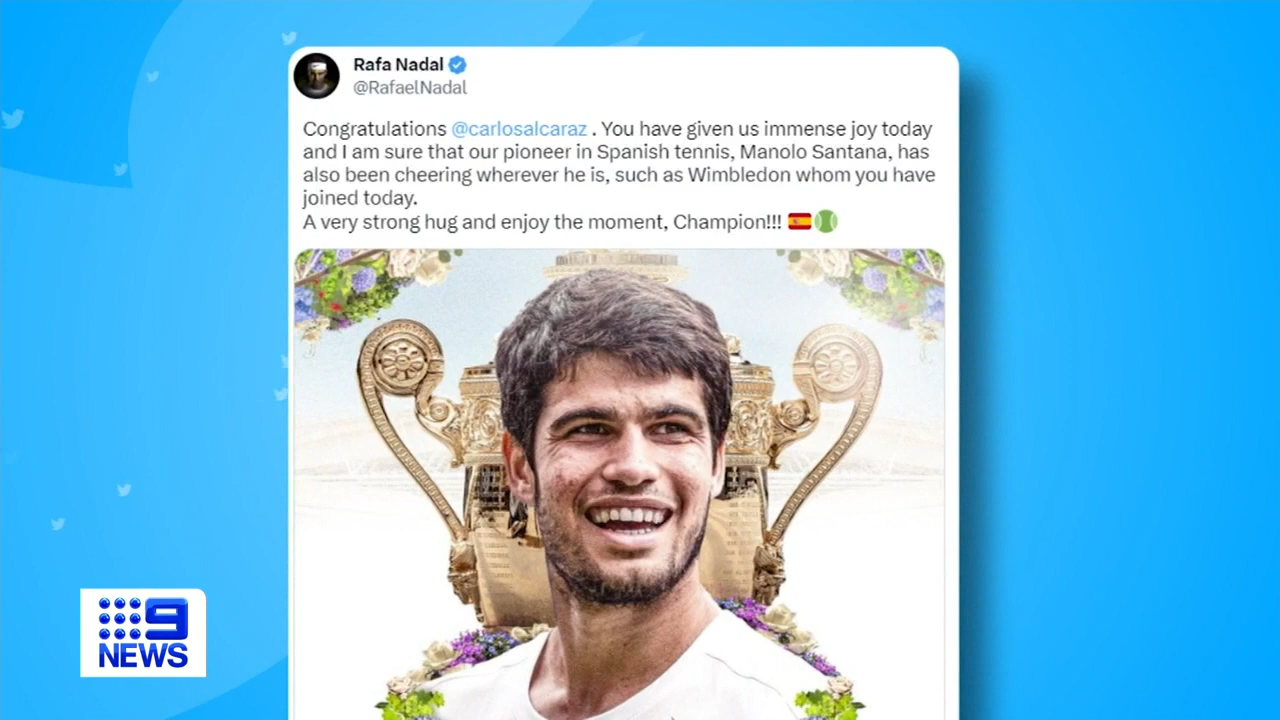 Rafa Nadal
@RafaelNadal
Congratulations @carlosalcaraz . You have given us immense joy today
and I am sure that our pioneer in Spanish tennis, Manolo Santana, has
also been cheering wherever he is, such as Wimbledon whom you have
joined today.
A very strong hug and enjoy the moment, Champion!!! 🇪🇸🎾
9
NEWS